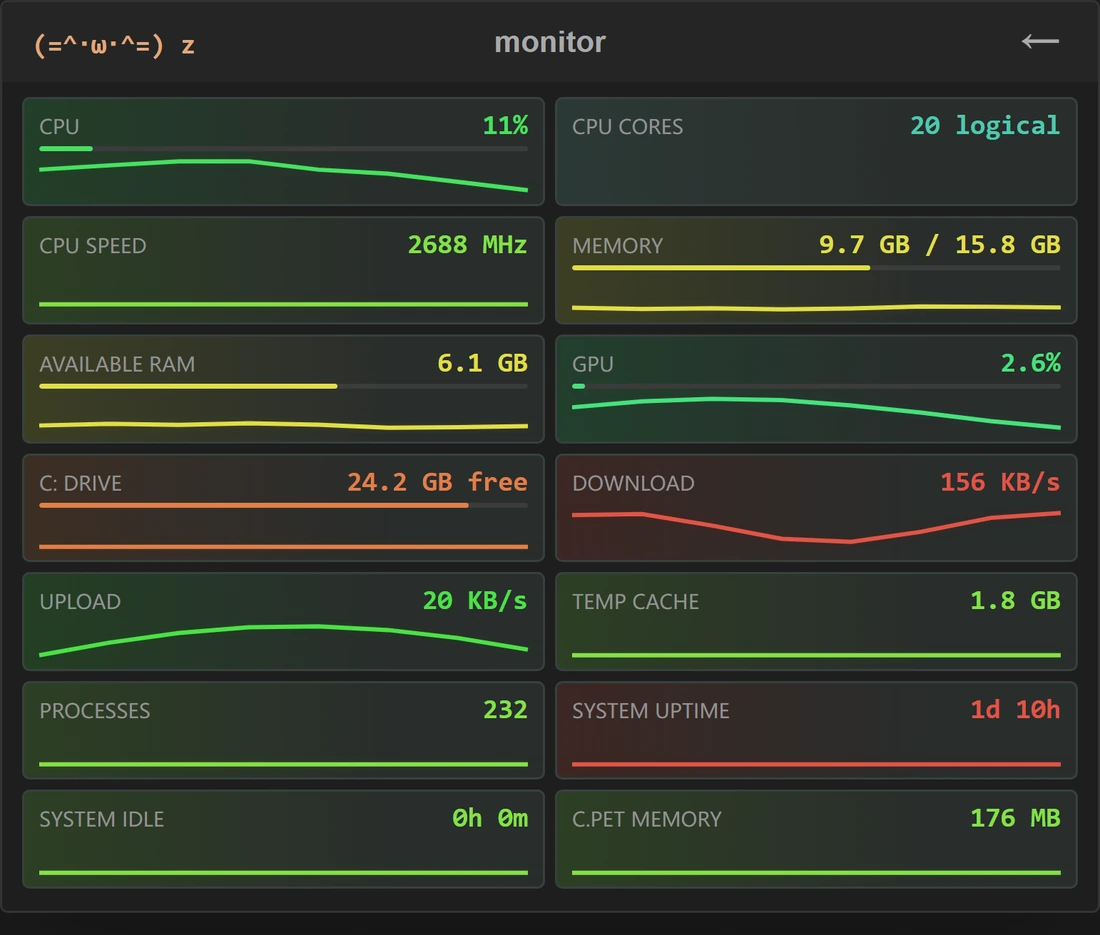 (=^･ω･^=) z
monitor
←
CPU 11%
CPU CORES 20 logical
CPU SPEED 2688 MHz
MEMORY 9.7 GB / 15.8 GB
AVAILABLE RAM 6.1 GB
GPU 2.6%
C: DRIVE 24.2 GB free
DOWNLOAD 156 KB/s
UPLOAD 20 KB/s
TEMP CACHE 1.8 GB
PROCESSES 232
SYSTEM UPTIME 1d 10h
SYSTEM IDLE 0h 0m
C.PET MEMORY 176 MB